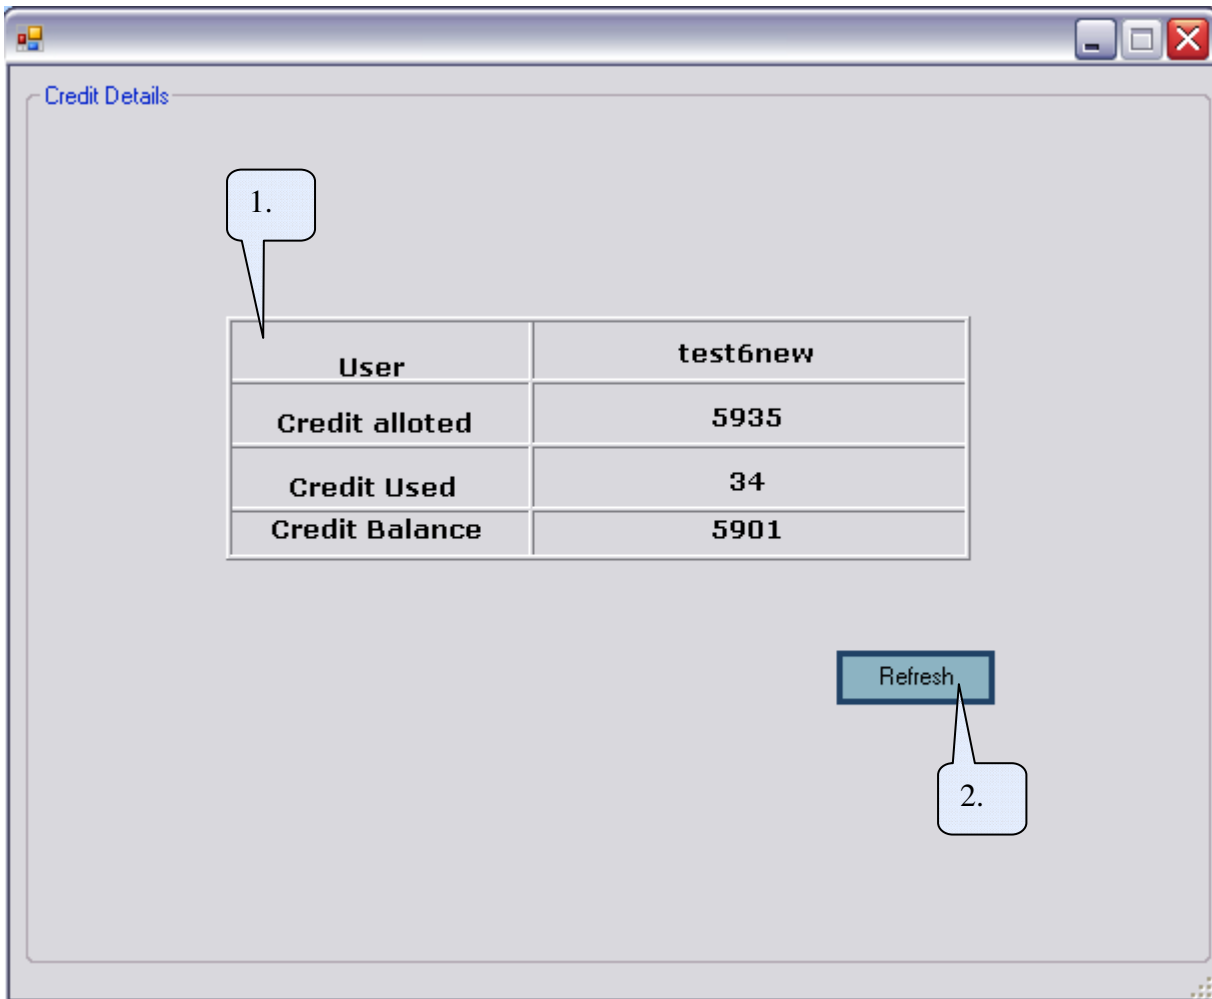 Credit Details
1.
User test6new
Credit alloted 5935
Credit Used 34
Credit Balance 5901
Refresh
2.